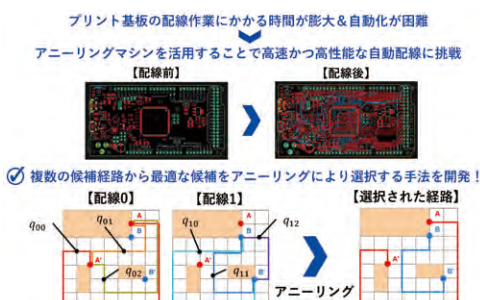 プリント基板の配線作業にかかる時間が膨大＆自動化が困難
アニーリングマシンを活用することで高速かつ高性能な自動配線に挑戦
【配線前】 【配線後】
複数の候補経路から最適な候補をアニーリングにより選択する手法を開発！
【配線0】 【配線1】 【選択された経路】
q00 q01 A q10 A q12 A
B B B
A' A' A'
q02 B' q11 B' B'
アニーリング